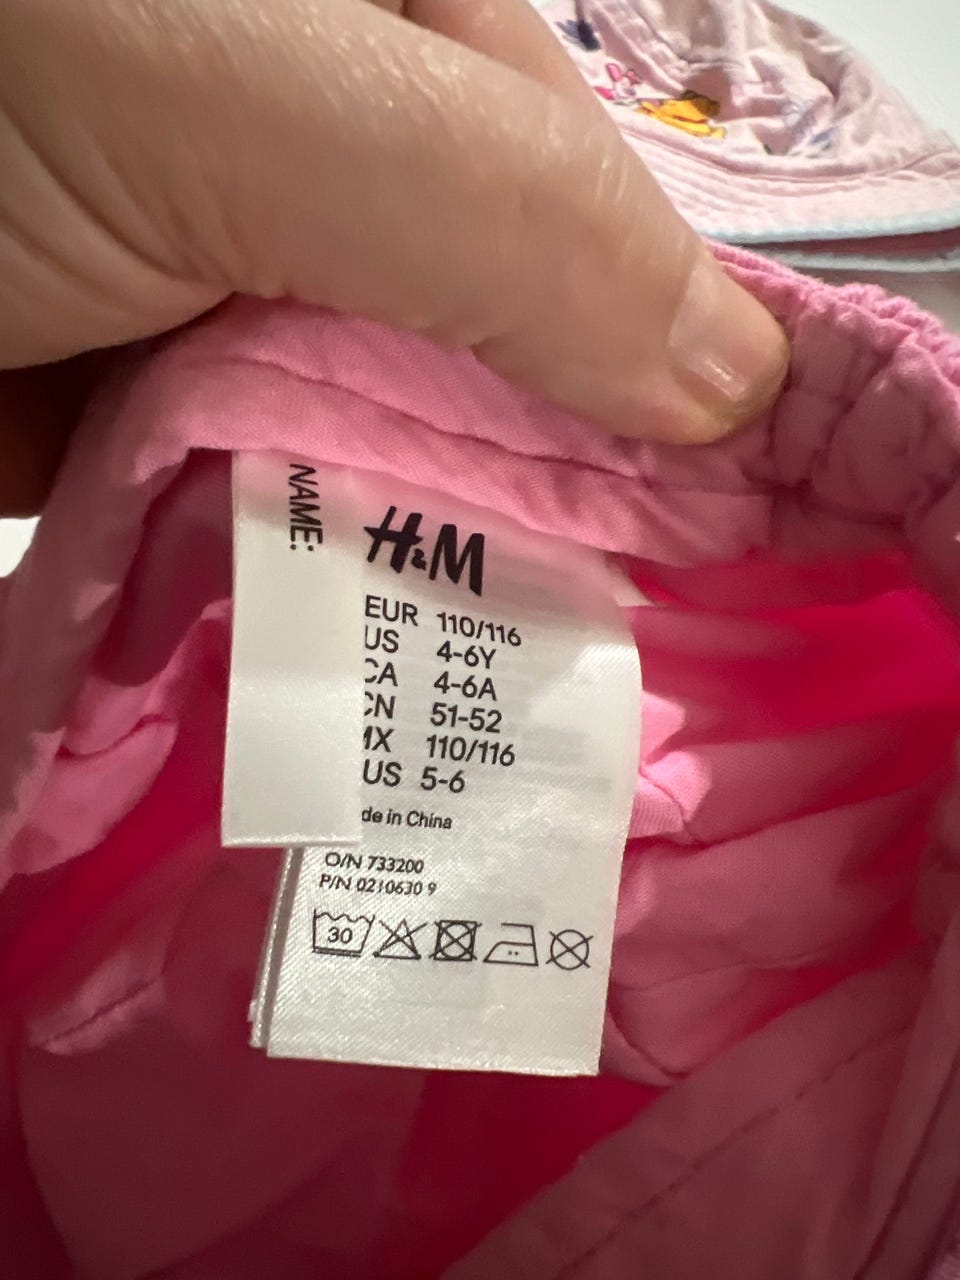 NAME:
H&M
EUR 110/116
US 4-6Y
CA 4-6A
CN 51-52
MX 110/116
US 5-6
de in China
O/N 733200
P/N 0210630 9
30